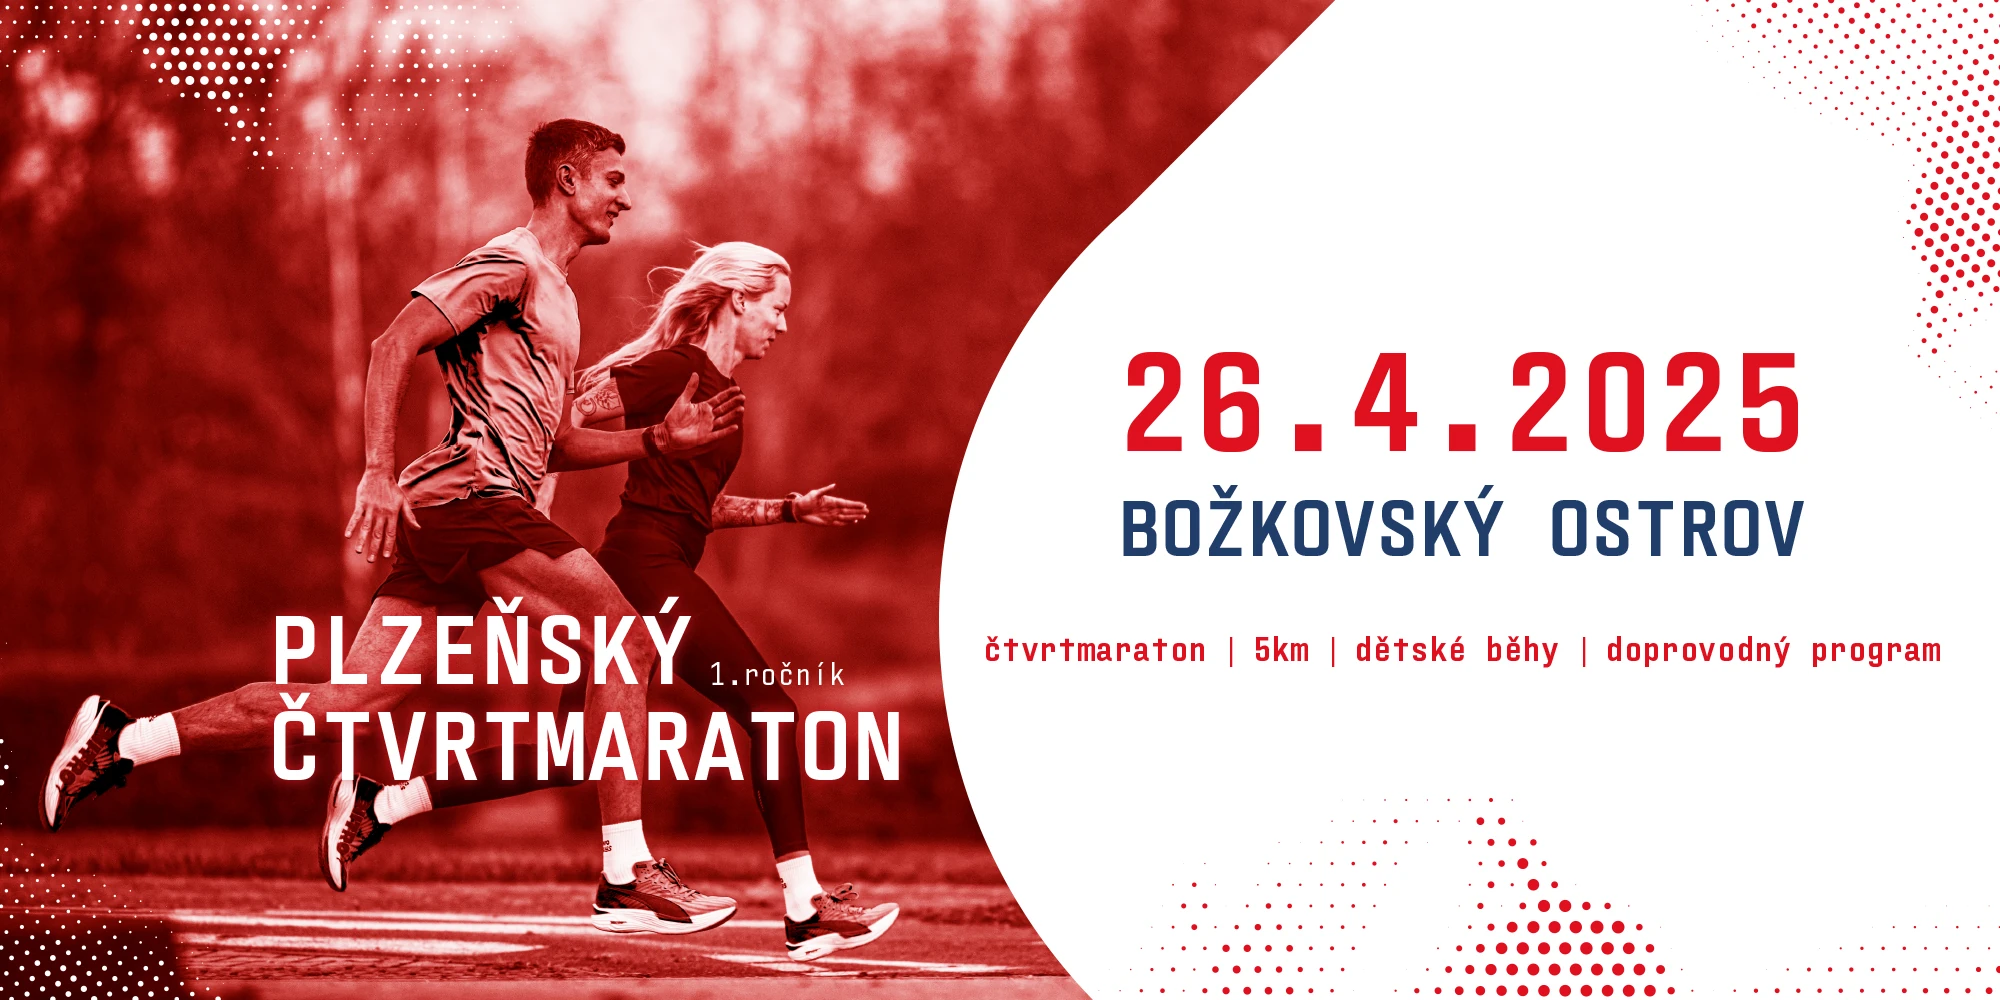 PLZEŇSKÝ 1.ročník
ČTVRTMARATON
26.4.2025
BOŽKOVSKÝ OSTROV
čtvrtmaraton | 5km | dětské běhy | doprovodný program